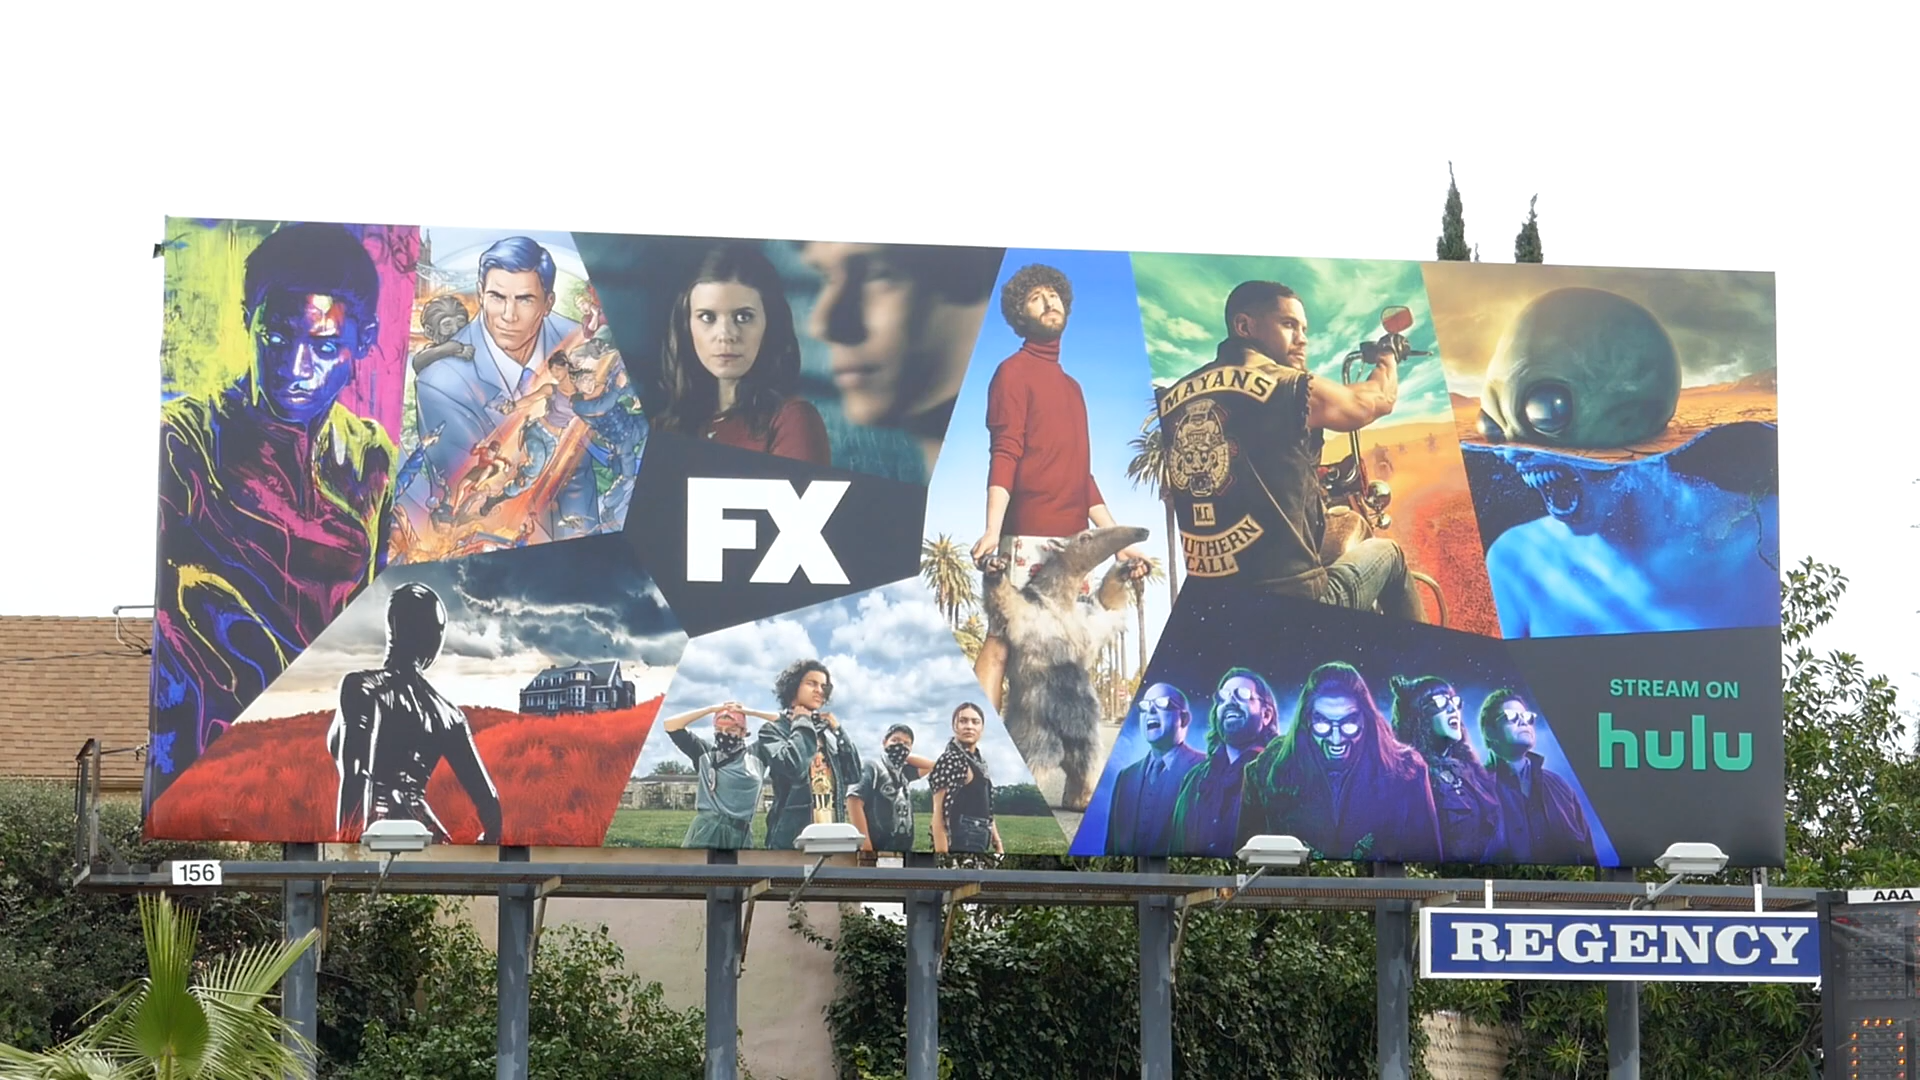 FX
MAYANS
M.C.
UTHERN
CALI.
STREAM ON
hulu
156
REGENCY
AAA